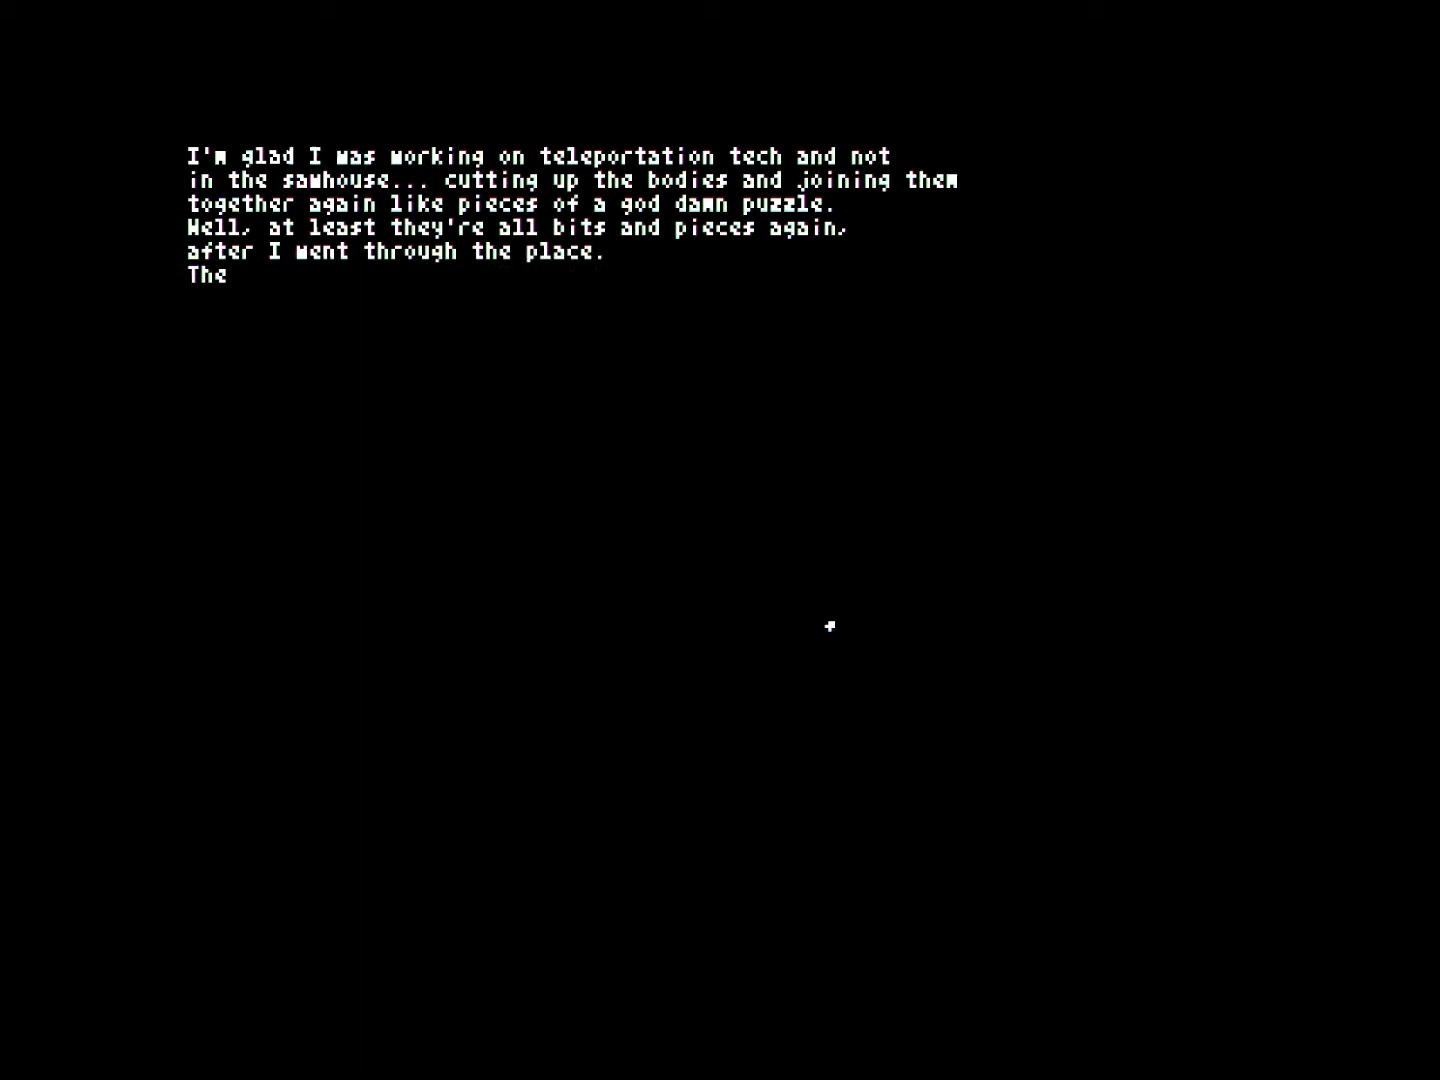 I'm glad I was working on teleportation tech and not
in the sawhouse... cutting up the bodies and joining them
together again like pieces of a god damn puzzle.
Well, at least they're all bits and pieces again,
after I went through the place.
The